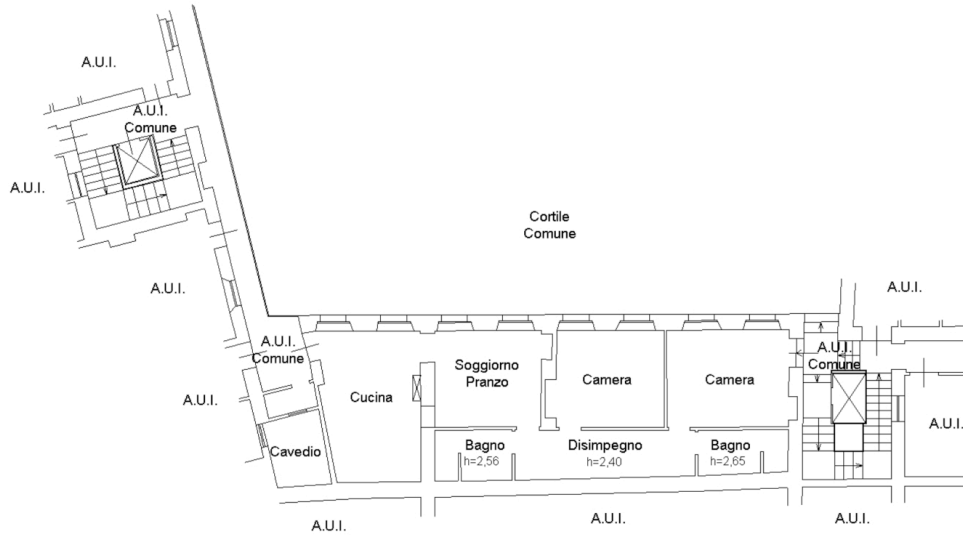 A.U.I.
A.U.I.
Comune
A.U.I.
Cortile
Comune
A.U.I.
A.U.I.
A.U.I.
Comune
Soggiorno
Pranzo
Camera
Camera
A.U.I.
Comune
Cucina
A.U.I.
A.U.I.
Cavedio
Bagno
h=2,56
Disimpegno
h=2,40
Bagno
h=2,65
A.U.I.
A.U.I.
A.U.I.